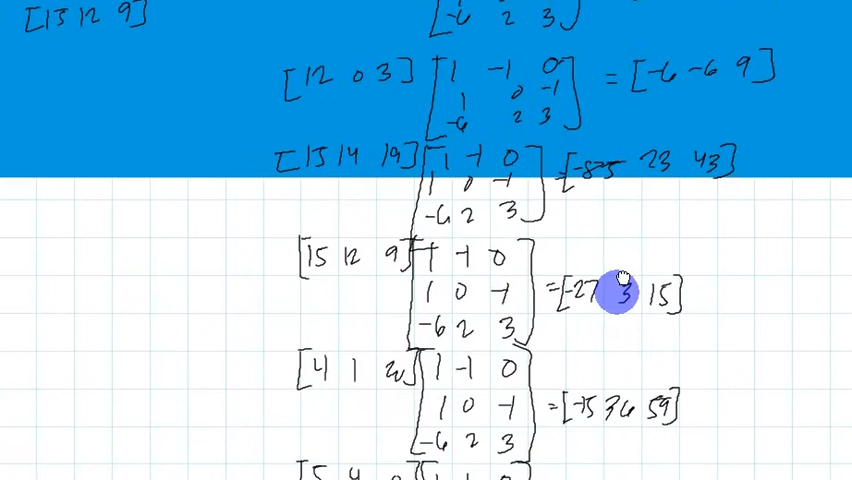 [15 12 9]
-6 2 3
[12 0 3] [1 -1 0
1 0 -1
-6 2 3] = [-6 -6 9]
[15 14 19] [1 -1 0
1 0 -1
-6 2 3] = [-85 23 43]
[15 12 9] [1 -1 0
1 0 -1
-6 2 3] = [-27 3 15]
[4 1 20] [1 -1 0
1 0 -1
-6 2 3] = [-15 36 59]